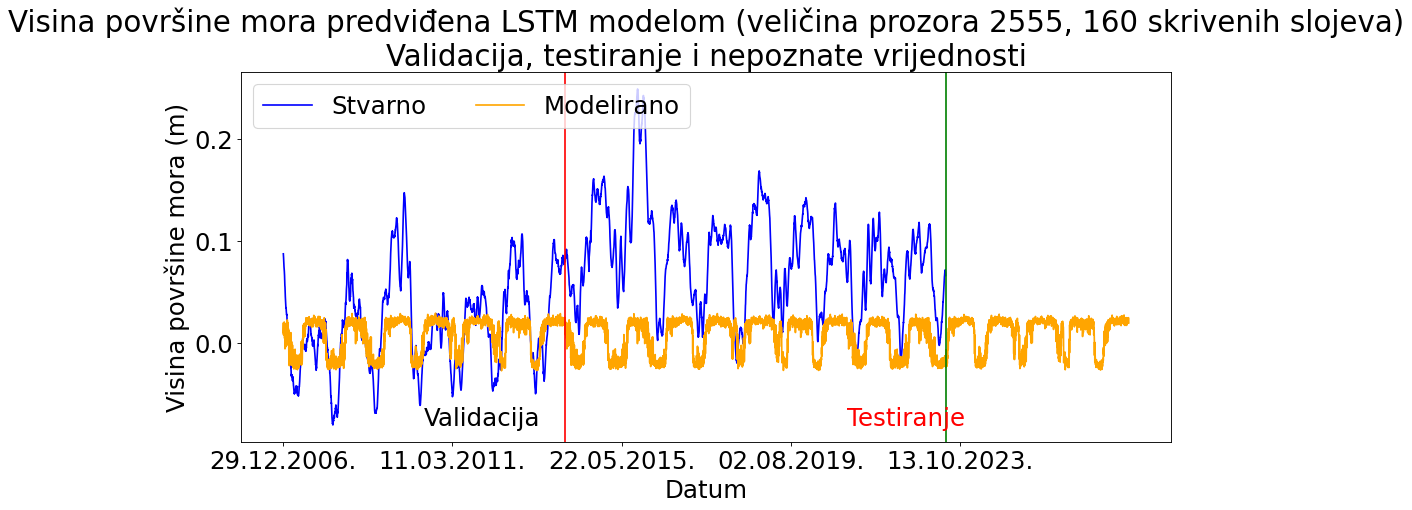 Visina površine mora predviđena LSTM modelom (veličina prozora 2555, 160 skrivenih slojeva)
Validacija, testiranje i nepoznate vrijednosti
Stvarno
Modelirano
Visina površine mora (m)
0.2
0.1
0.0
Validacija
Testiranje
29.12.2006.
11.03.2011.
22.05.2015.
02.08.2019.
13.10.2023.
Datum